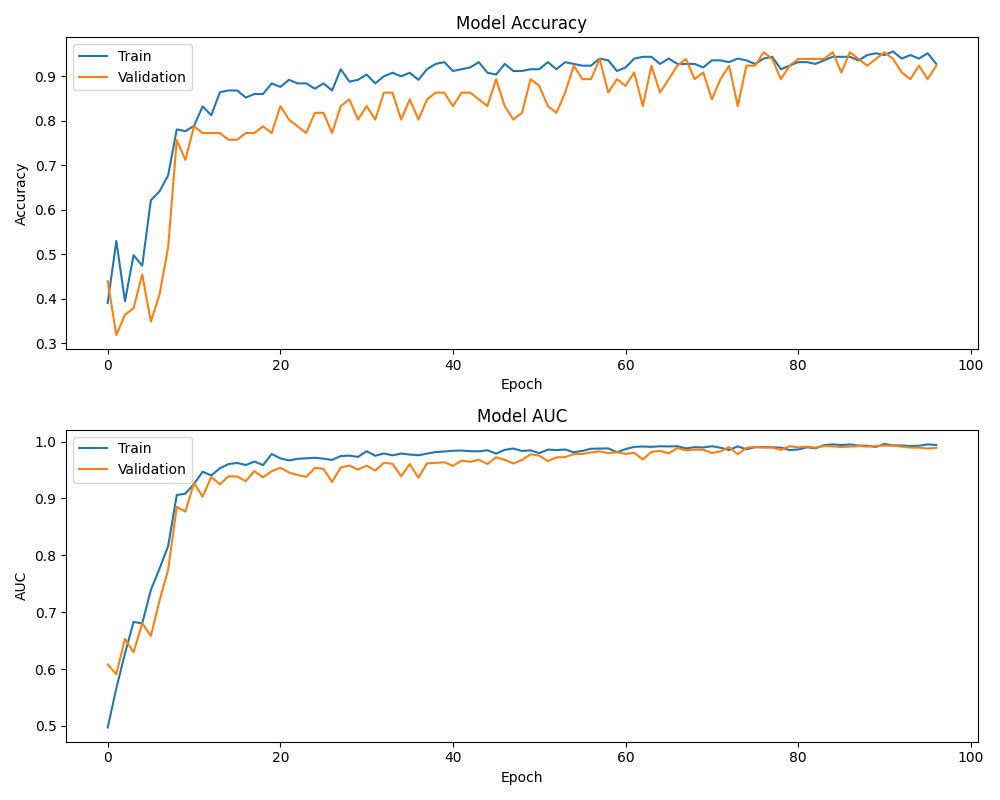 Model Accuracy
Train
Validation
Accuracy
0.9
0.8
0.7
0.6
0.5
0.4
0.3
0 20 40 60 80 100
Epoch
Model AUC
Train
Validation
AUC
1.0
0.9
0.8
0.7
0.6
0.5
0 20 40 60 80 100
Epoch